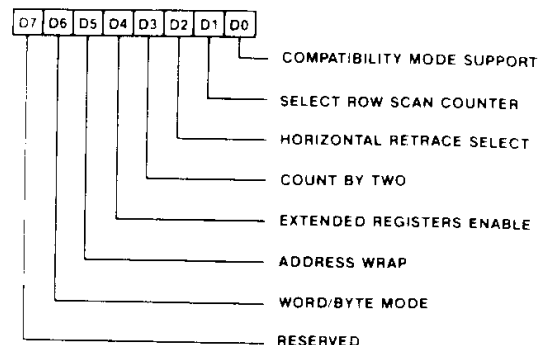 D7 D6 D5 D4 D3 D2 D1 D0
COMPATIBILITY MODE SUPPORT
SELECT ROW SCAN COUNTER
HORIZONTAL RETRACE SELECT
COUNT BY TWO
EXTENDED REGISTERS ENABLE
ADDRESS WRAP
WORD/BYTE MODE
RESERVED